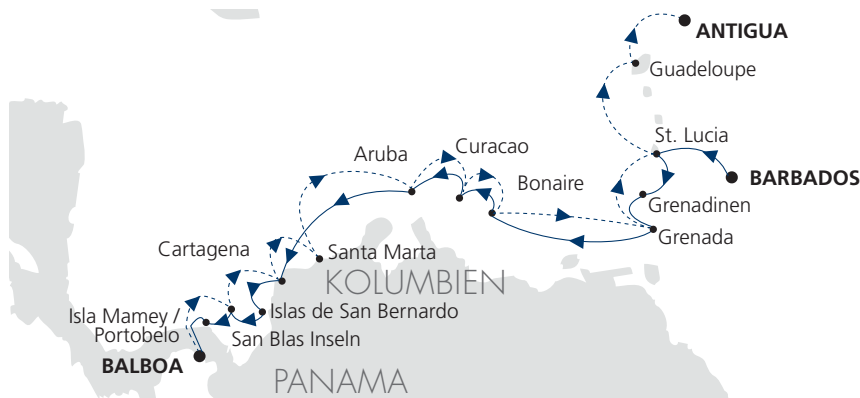 ANTIGUA
Guadeloupe
St. Lucia
Curacao
Aruba
BARBADOS
Bonaire
Grenadinen
Grenada
Cartagena
Santa Marta
KOLUMBIEN
Islas de San Bernardo
Isla Mamey /
Portobelo
San Blas Inseln
BALBOA
PANAMA